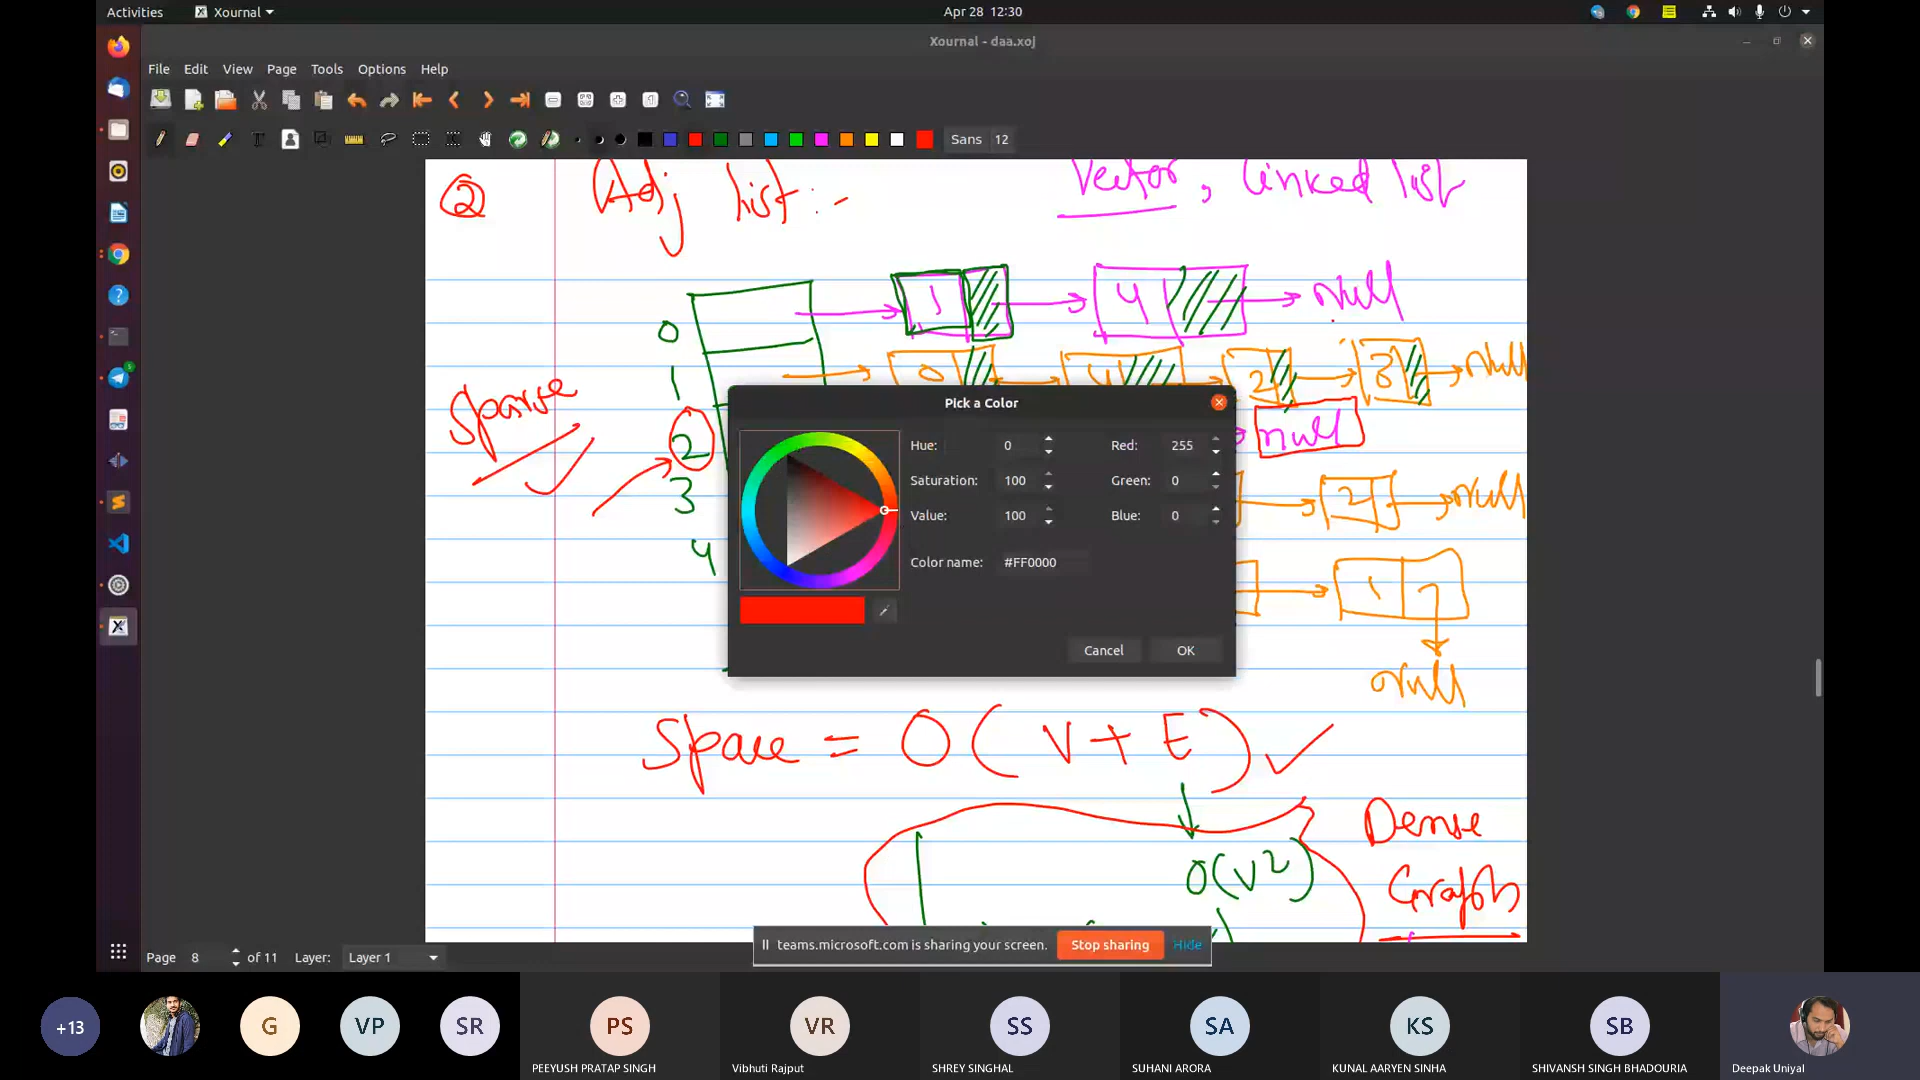 Activities Xournal Apr 28 12:30
Xournal - daa.xoj
File Edit View Page Tools Options Help
Sans 12
2 Adj list :- Vector, linked list
0 1 4 null
1 0 4 2 3 null
Sparse
2 null
3 2 null
4 1
null
Pick a Color
Hue: 0 Red: 255
Saturation: 100 Green: 0
Value: 100 Blue: 0
Color name: #FF0000
Cancel OK
Space = O(V+E)
O(V2)
Dense
Graph
teams.microsoft.com is sharing your screen. Stop sharing Hide
Page 8 of 11 Layer: Layer 1
+13 G VP SR PS VR SS SA KS SB
PEEYUSH PRATAP SINGH Vibhuti Rajput SHREY SINGHAL SUHANI ARORA KUNAL AARYEN SINHA SHIVANSH SINGH BHADOURIA Deepak Uniyal